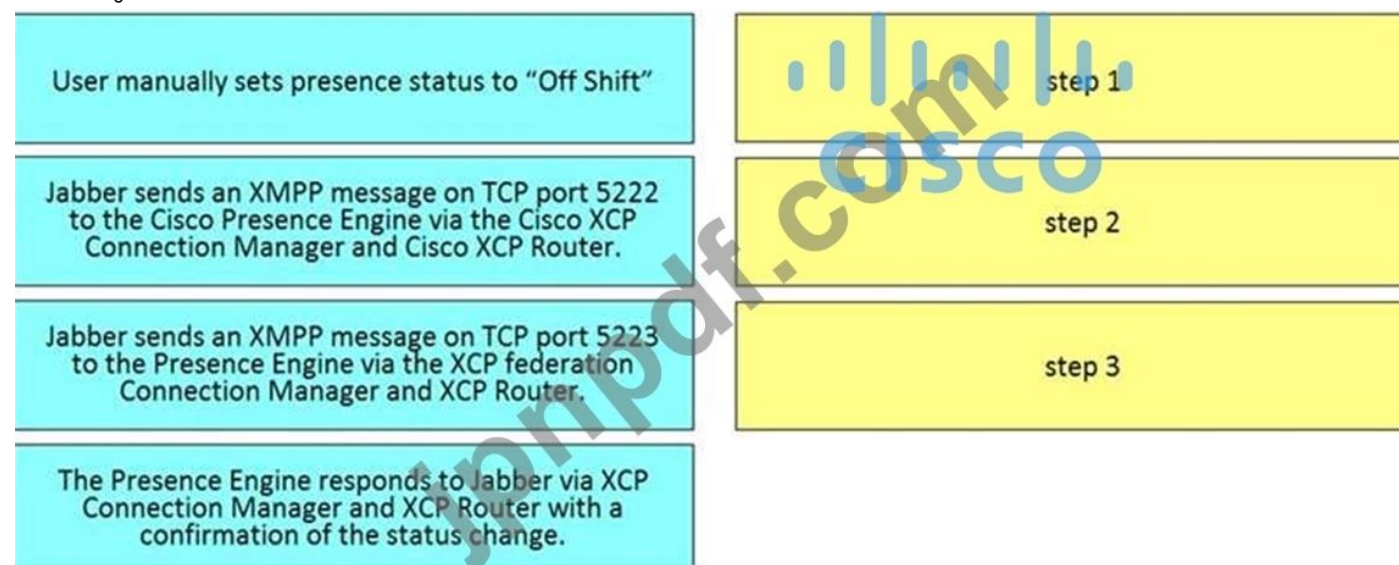 User manually sets presence status to “Off Shift”
Jabber sends an XMPP message on TCP port 5222
to the Cisco Presence Engine via the Cisco XCP
Connection Manager and Cisco XCP Router.
Jabber sends an XMPP message on TCP port 5223
to the Presence Engine via the XCP federation
Connection Manager and XCP Router.
The Presence Engine responds to Jabber via XCP
Connection Manager and XCP Router with a
confirmation of the status change.
step 1
step 2
step 3
CISCO
jpnpdf.com